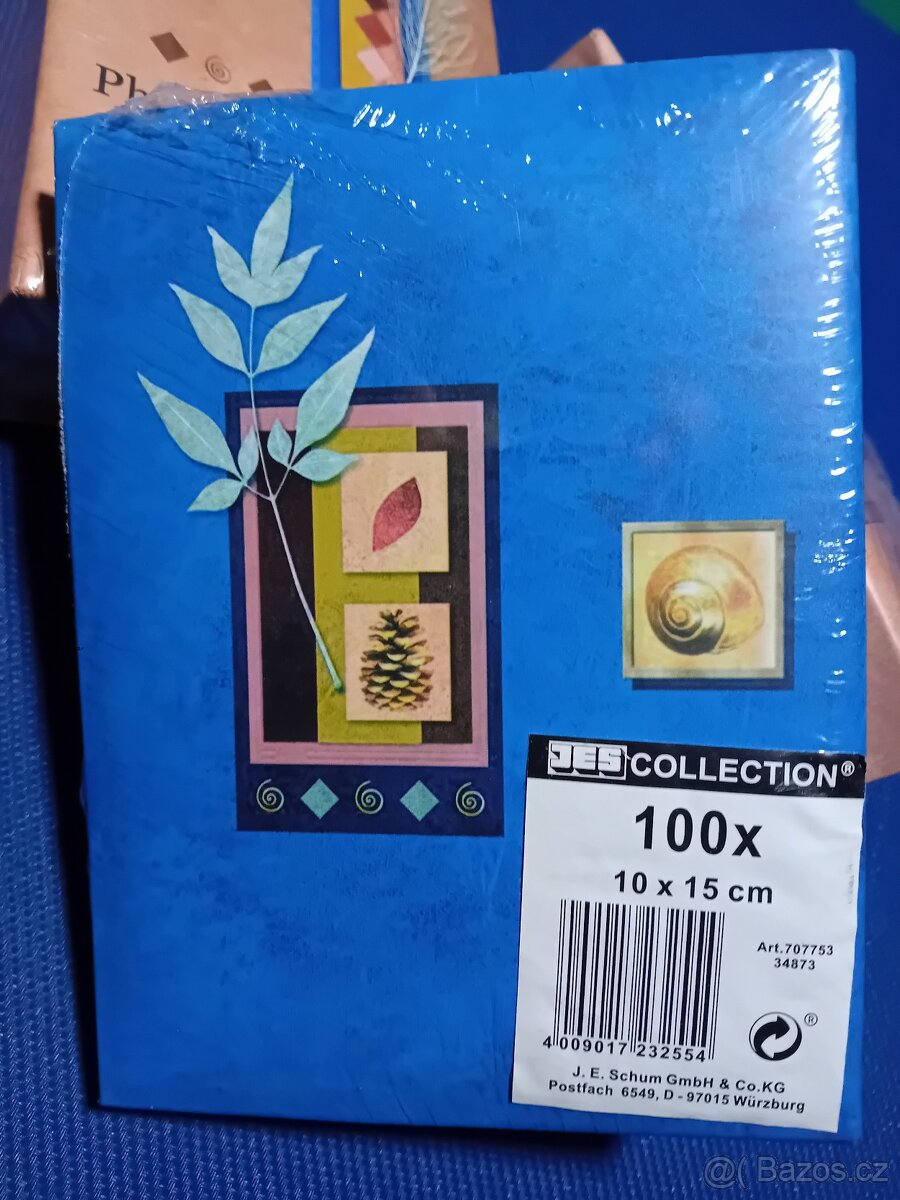 Ph
JES COLLECTION®
100x
10 x 15 cm
Art.707753
34873
4 009017 232554
®
J. E. Schum GmbH & Co.KG
Postfach 6549, D - 97015 Würzburg
@( Bazos.cz